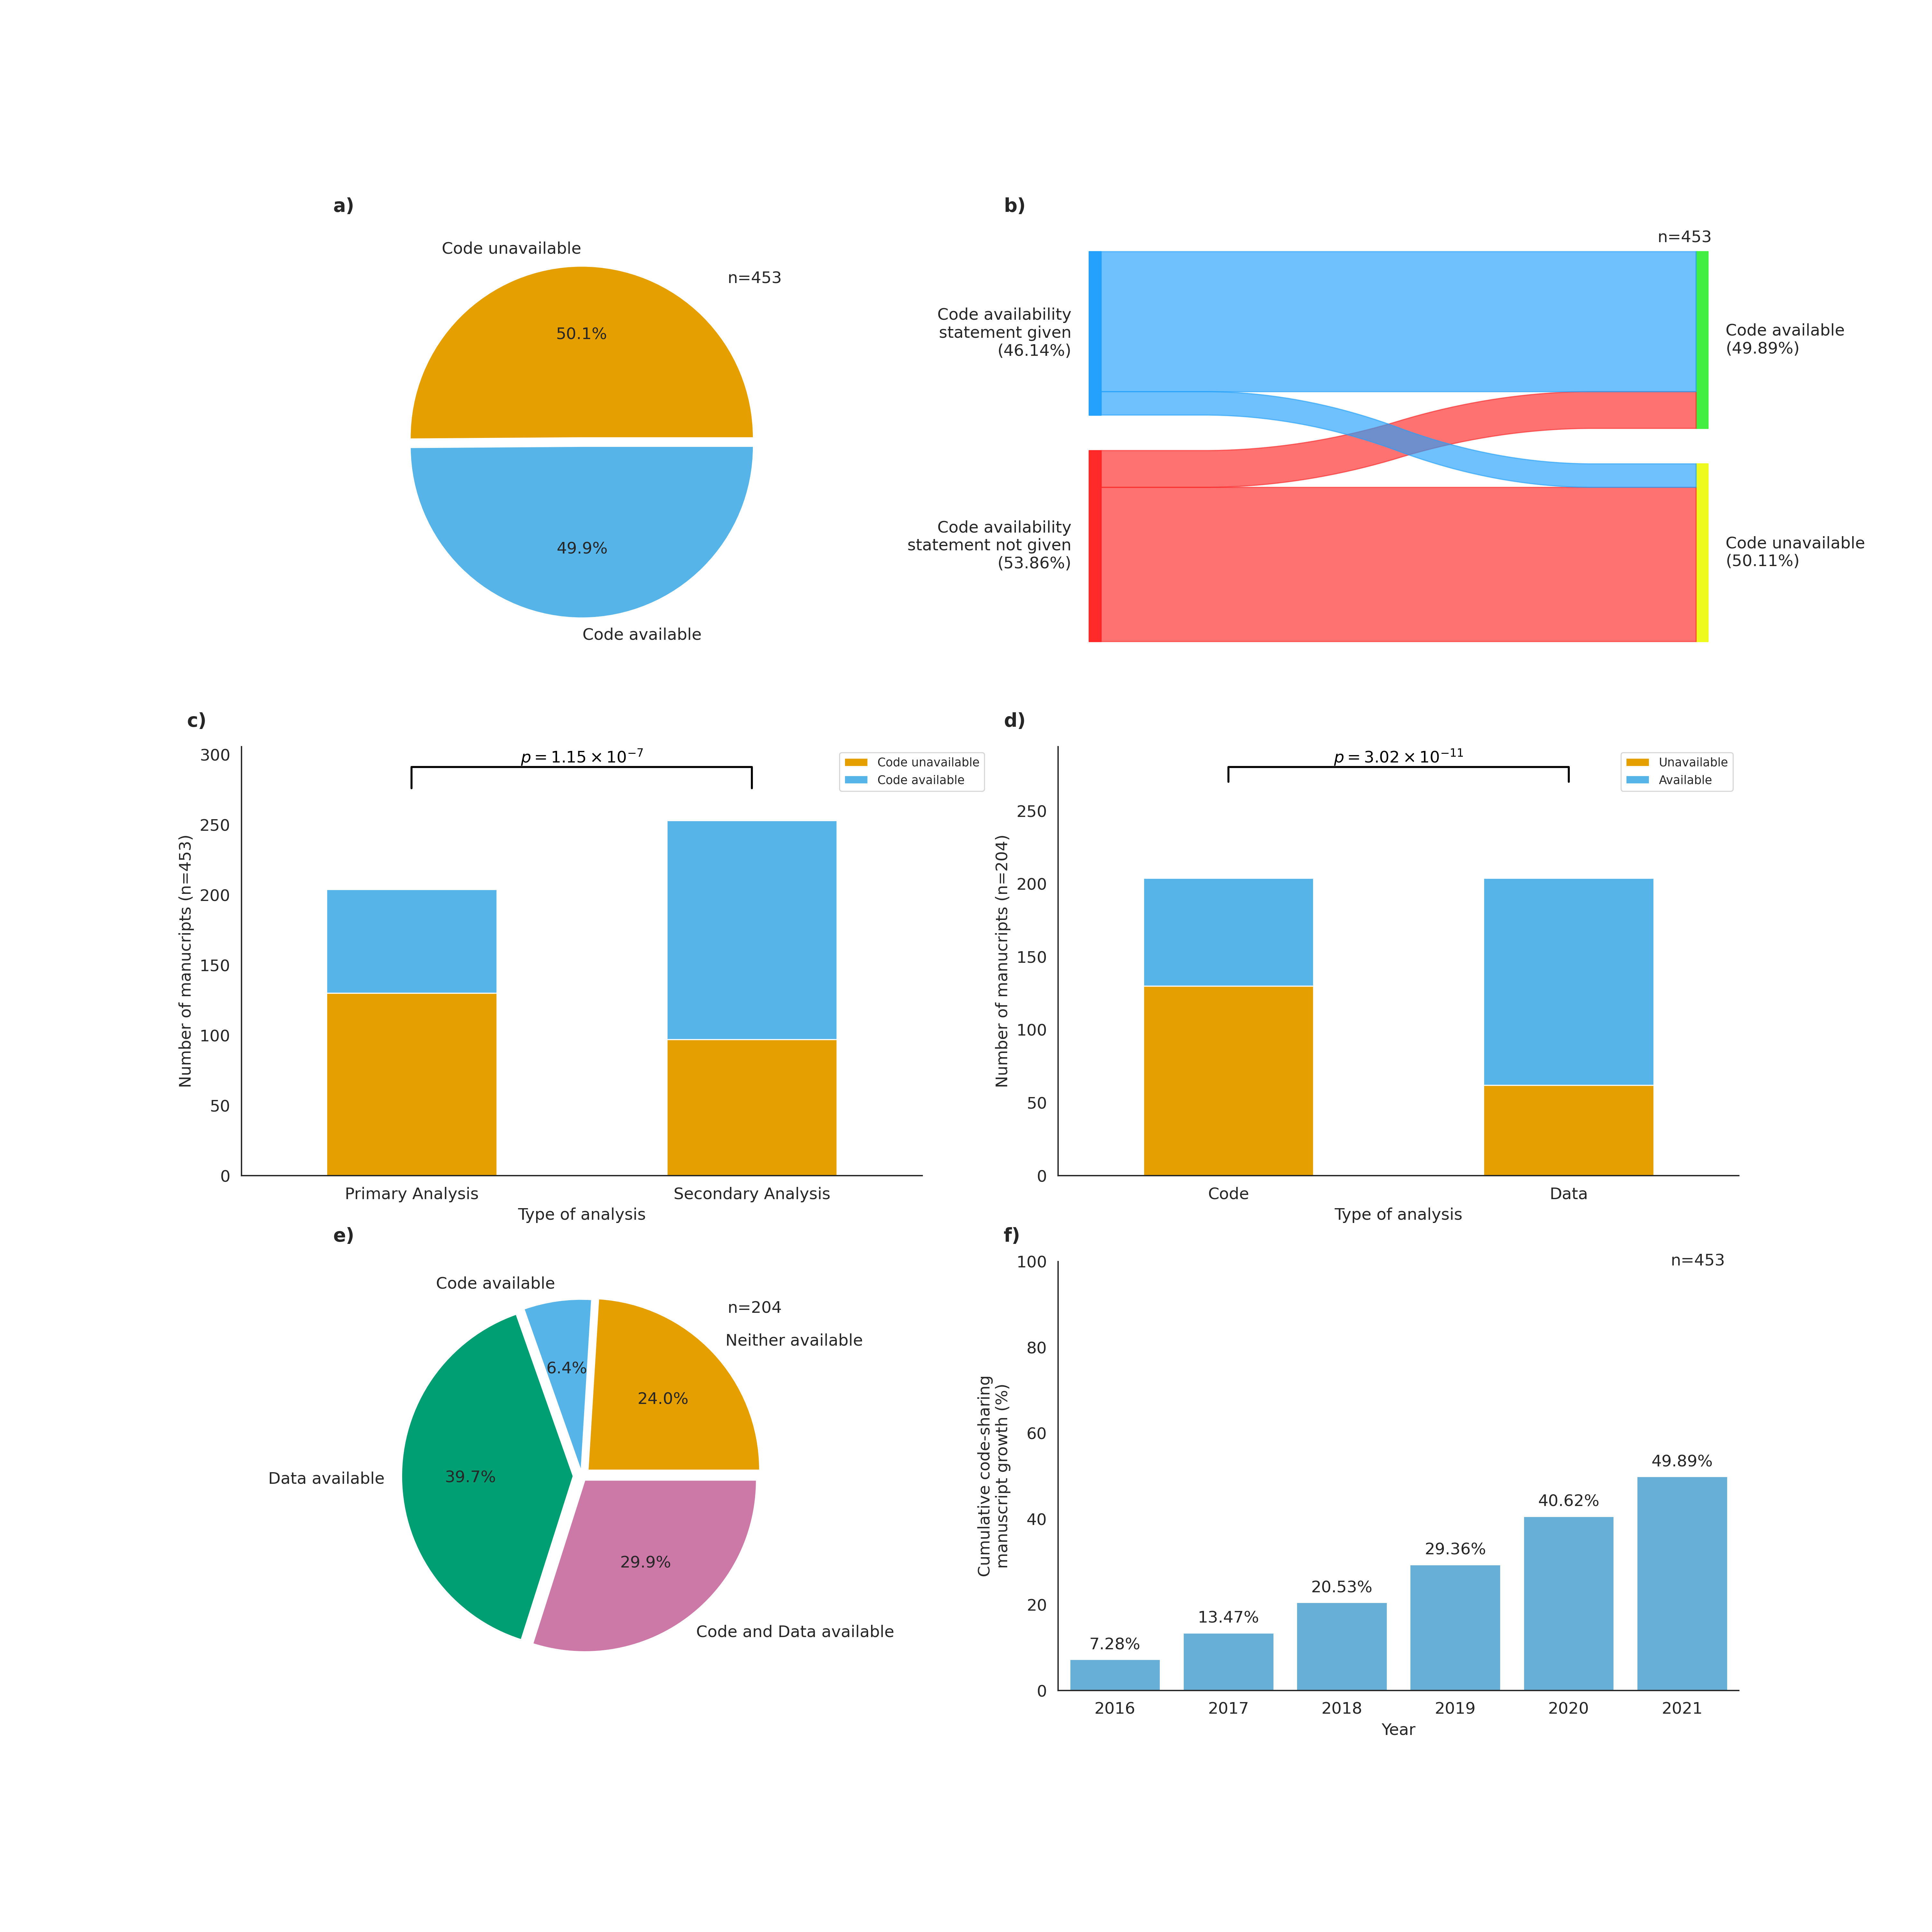 a)
Code unavailable
n=453
50.1%
49.9%
Code available
b)
n=453
Code availability
statement given
(46.14%)
Code available
(49.89%)
Code availability
statement not given
(53.86%)
Code unavailable
(50.11%)
c)
p = 1.15 × 10⁻⁷
Code unavailable
Code available
300
250
200
150
100
50
0
Number of manucripts (n=453)
Primary Analysis
Secondary Analysis
Type of analysis
d)
p = 3.02 × 10⁻¹¹
Unavailable
Available
250
200
150
100
50
0
Number of manucripts (n=204)
Code
Data
Type of analysis
e)
Code available
n=204
Neither available
6.4%
24.0%
Data available
39.7%
29.9%
Code and Data available
f)
n=453
100
80
60
40
20
0
Cumulative code-sharing
manuscript growth (%)
7.28%
13.47%
20.53%
29.36%
40.62%
49.89%
2016
2017
2018
2019
2020
2021
Year